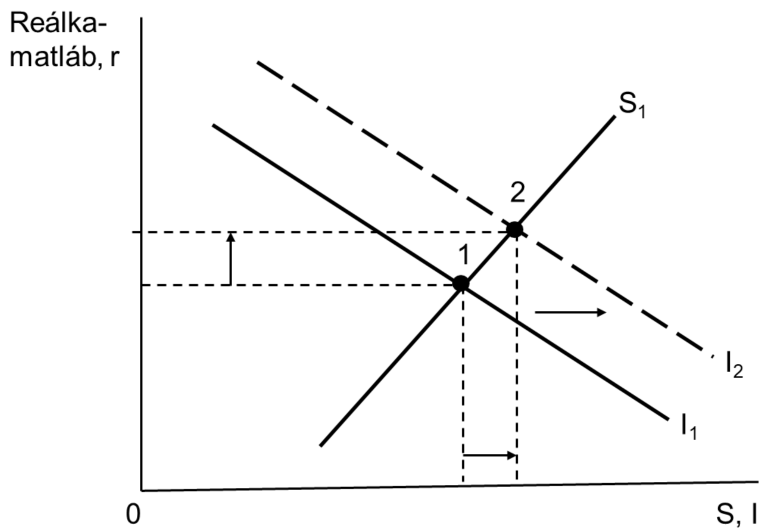 Reálka-
matláb, r
S₁
2
1
I₂
I₁
0
S, I